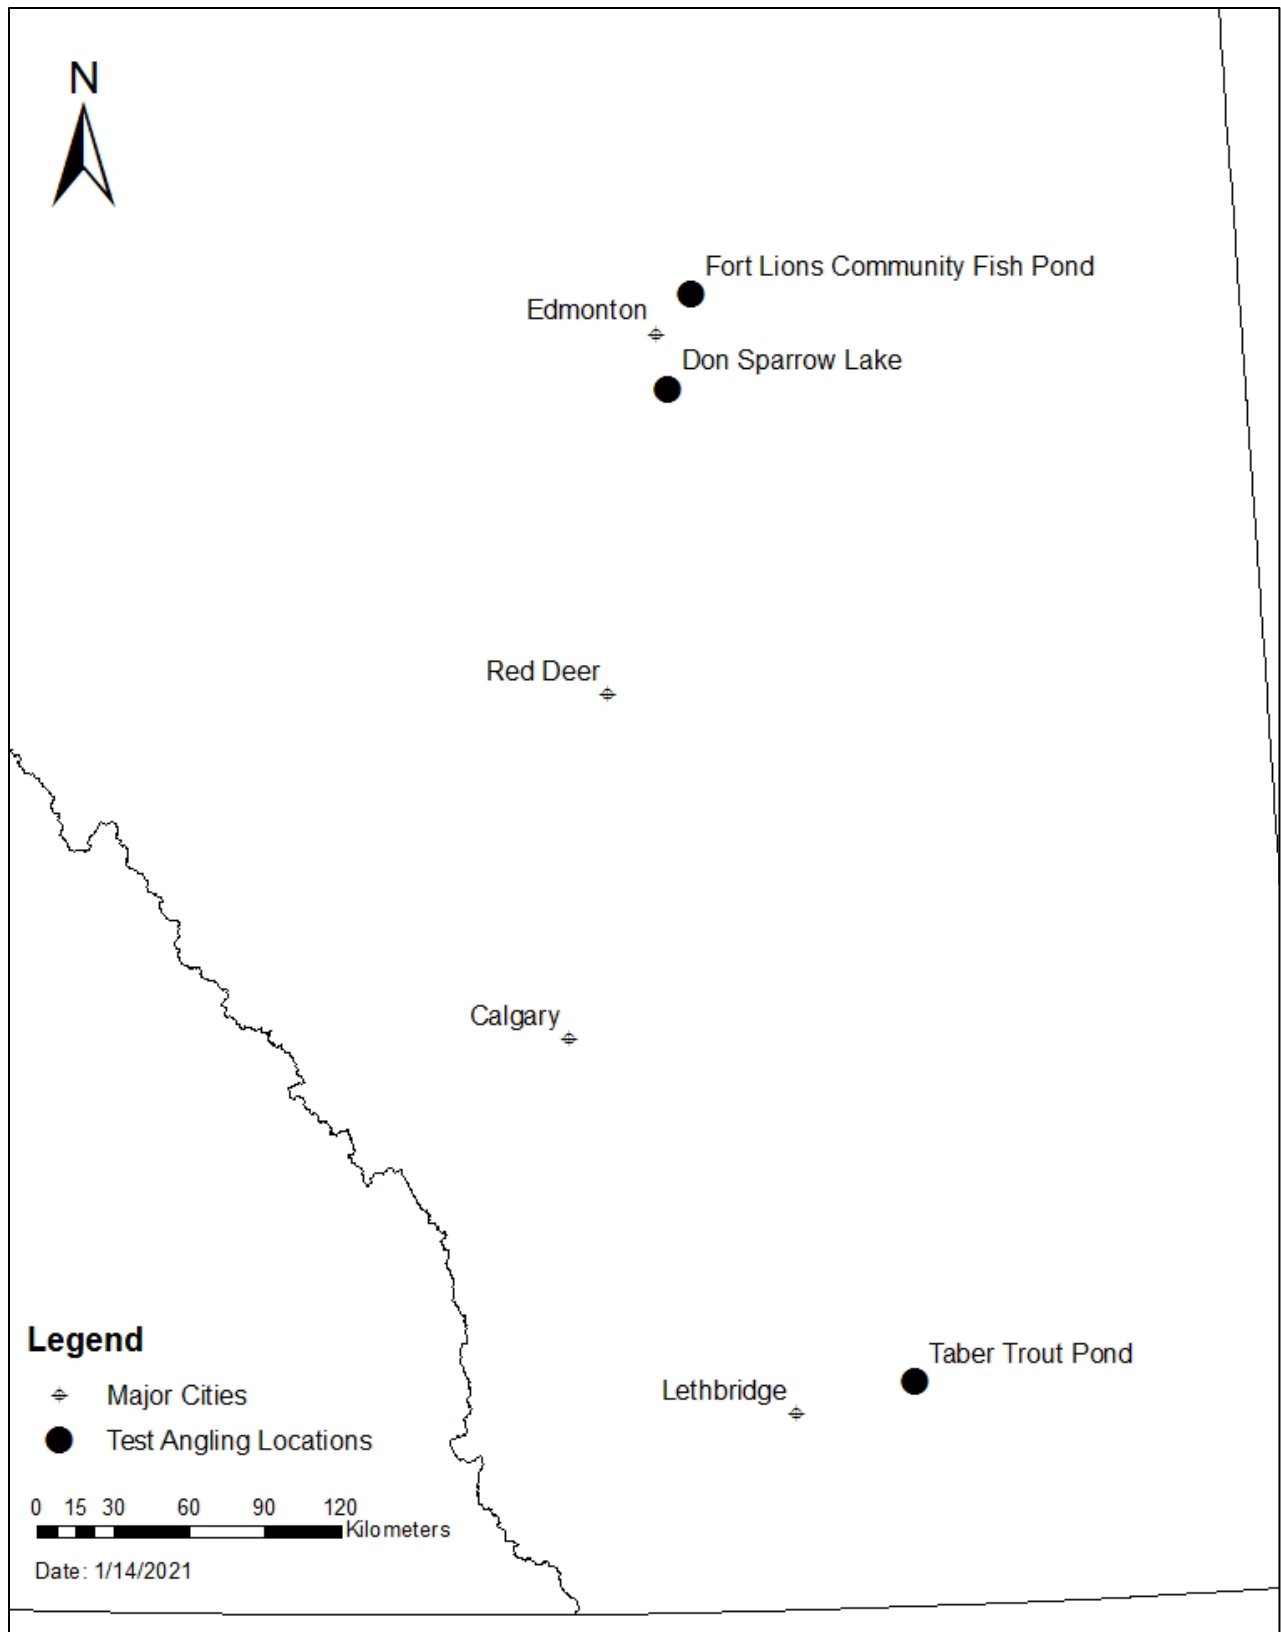 N
Fort Lions Community Fish Pond
Edmonton
Don Sparrow Lake
Red Deer
Calgary
Taber Trout Pond
Lethbridge
Legend
Major Cities
Test Angling Locations
0 15 30 60 90 120
Kilometers
Date: 1/14/2021